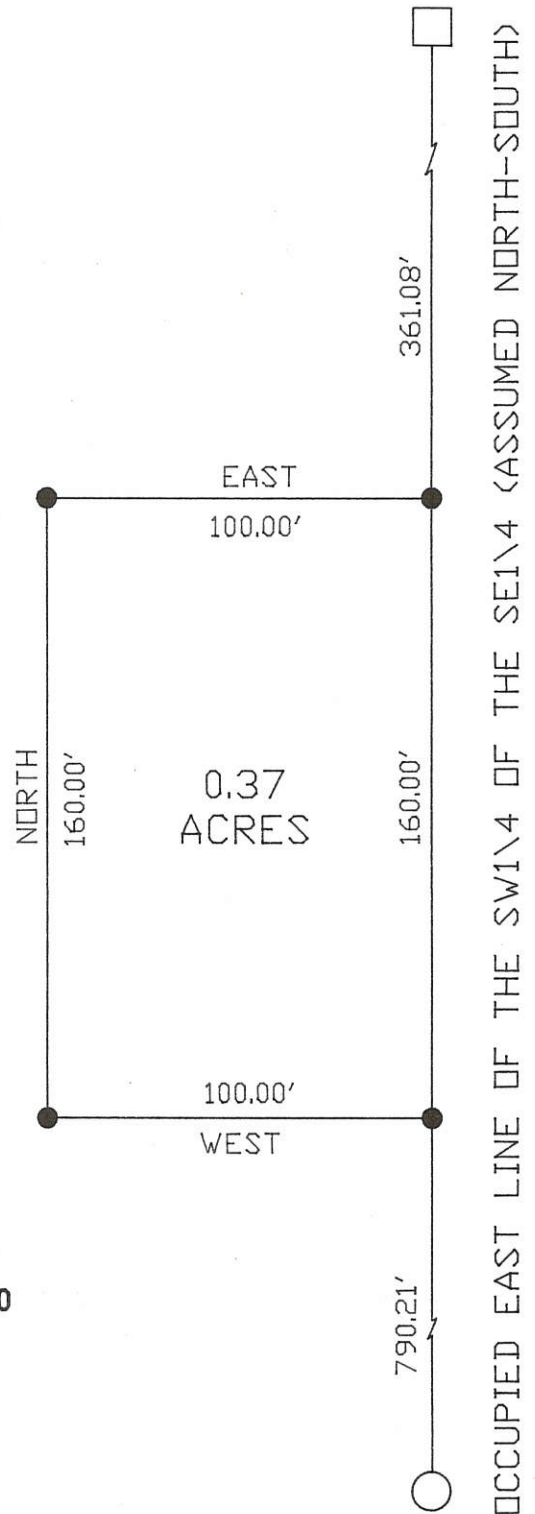 361.08'
EAST
100.00'
NORTH
160.00'
0.37
ACRES
160.00'
100.00'
WEST
790.21'
0
OCCUPIED EAST LINE OF THE SW1\4 OF THE SE1\4 (ASSUMED NORTH-SOUTH)